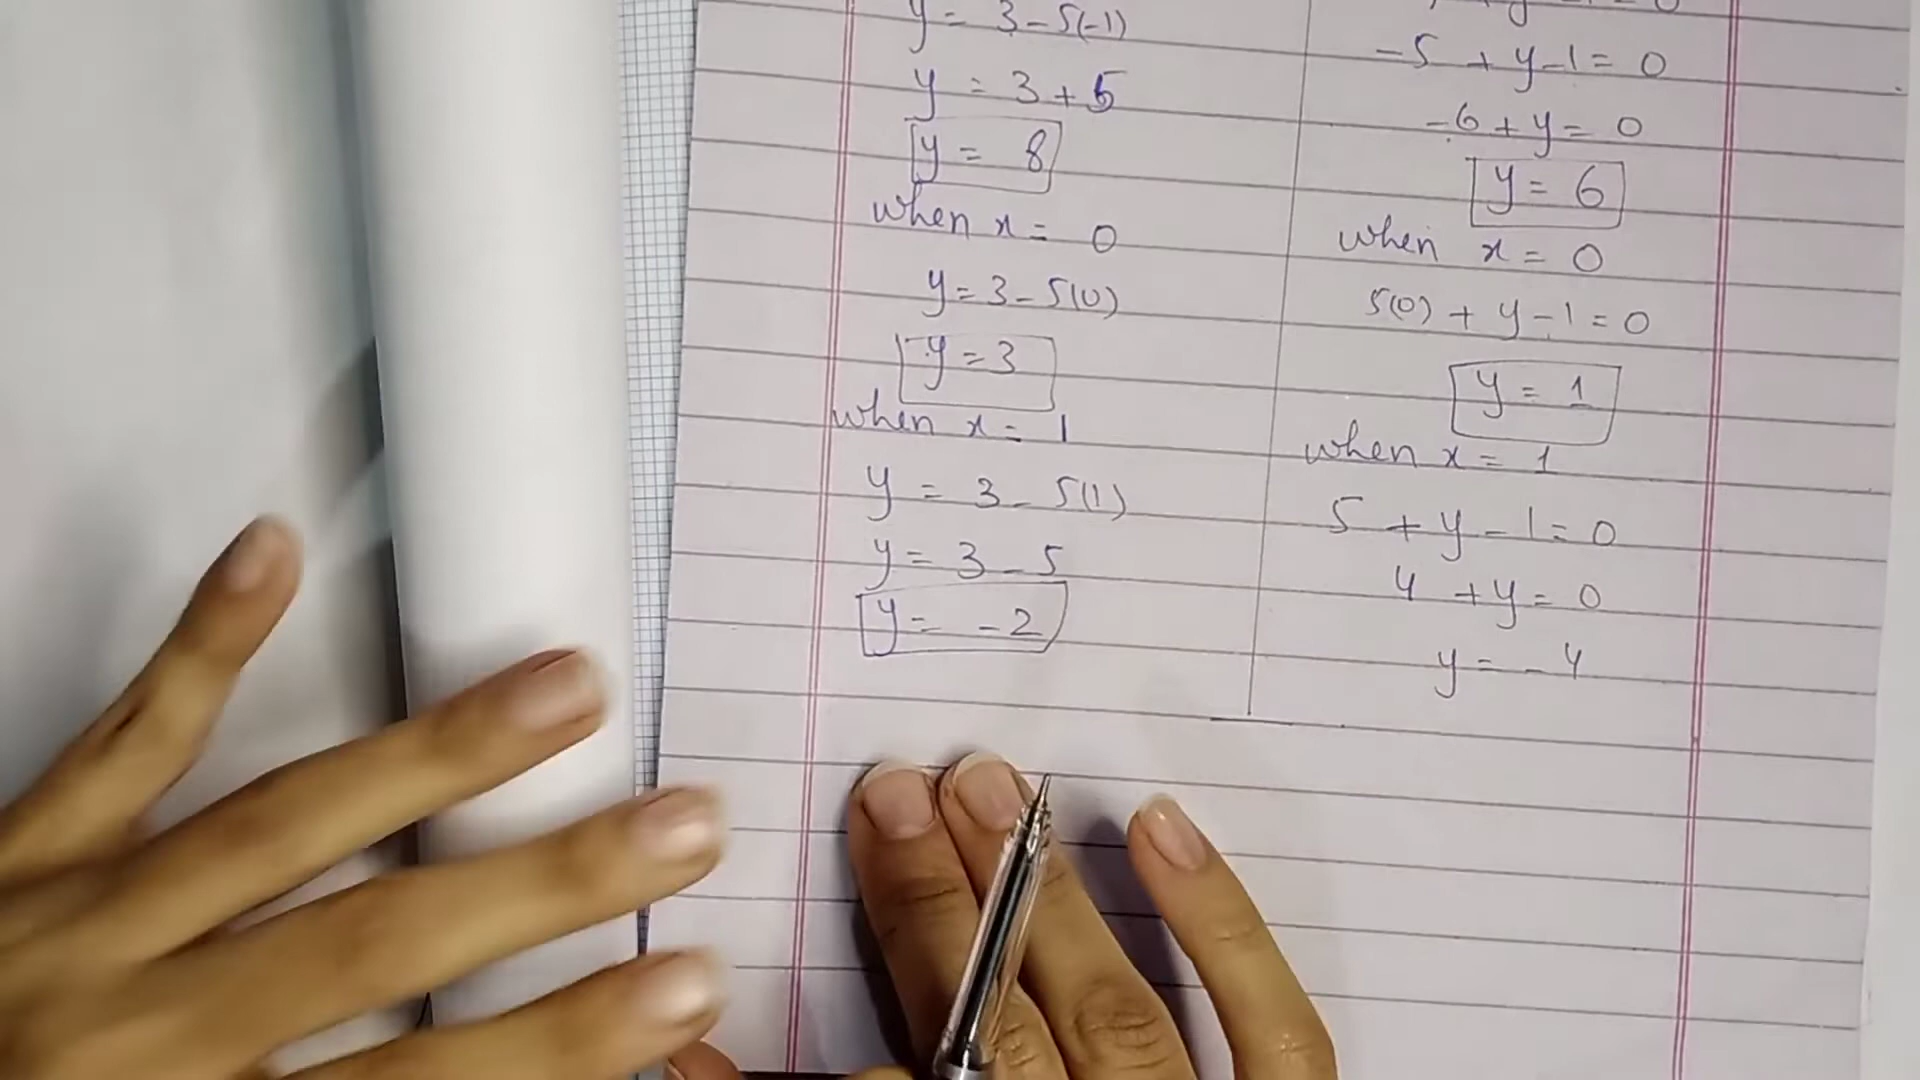 y = 3 - 5(-1)
y = 3 + 5
y = 8
when x = 0
y = 3 - 5(0)
y = 3
when x = 1
y = 3 - 5(1)
y = 3 - 5
y = -2
-5 + y - 1 = 0
-6 + y = 0
y = 6
when x = 0
5(0) + y - 1 = 0
y = 1
when x = 1
5 + y - 1 = 0
4 + y = 0
y = -4